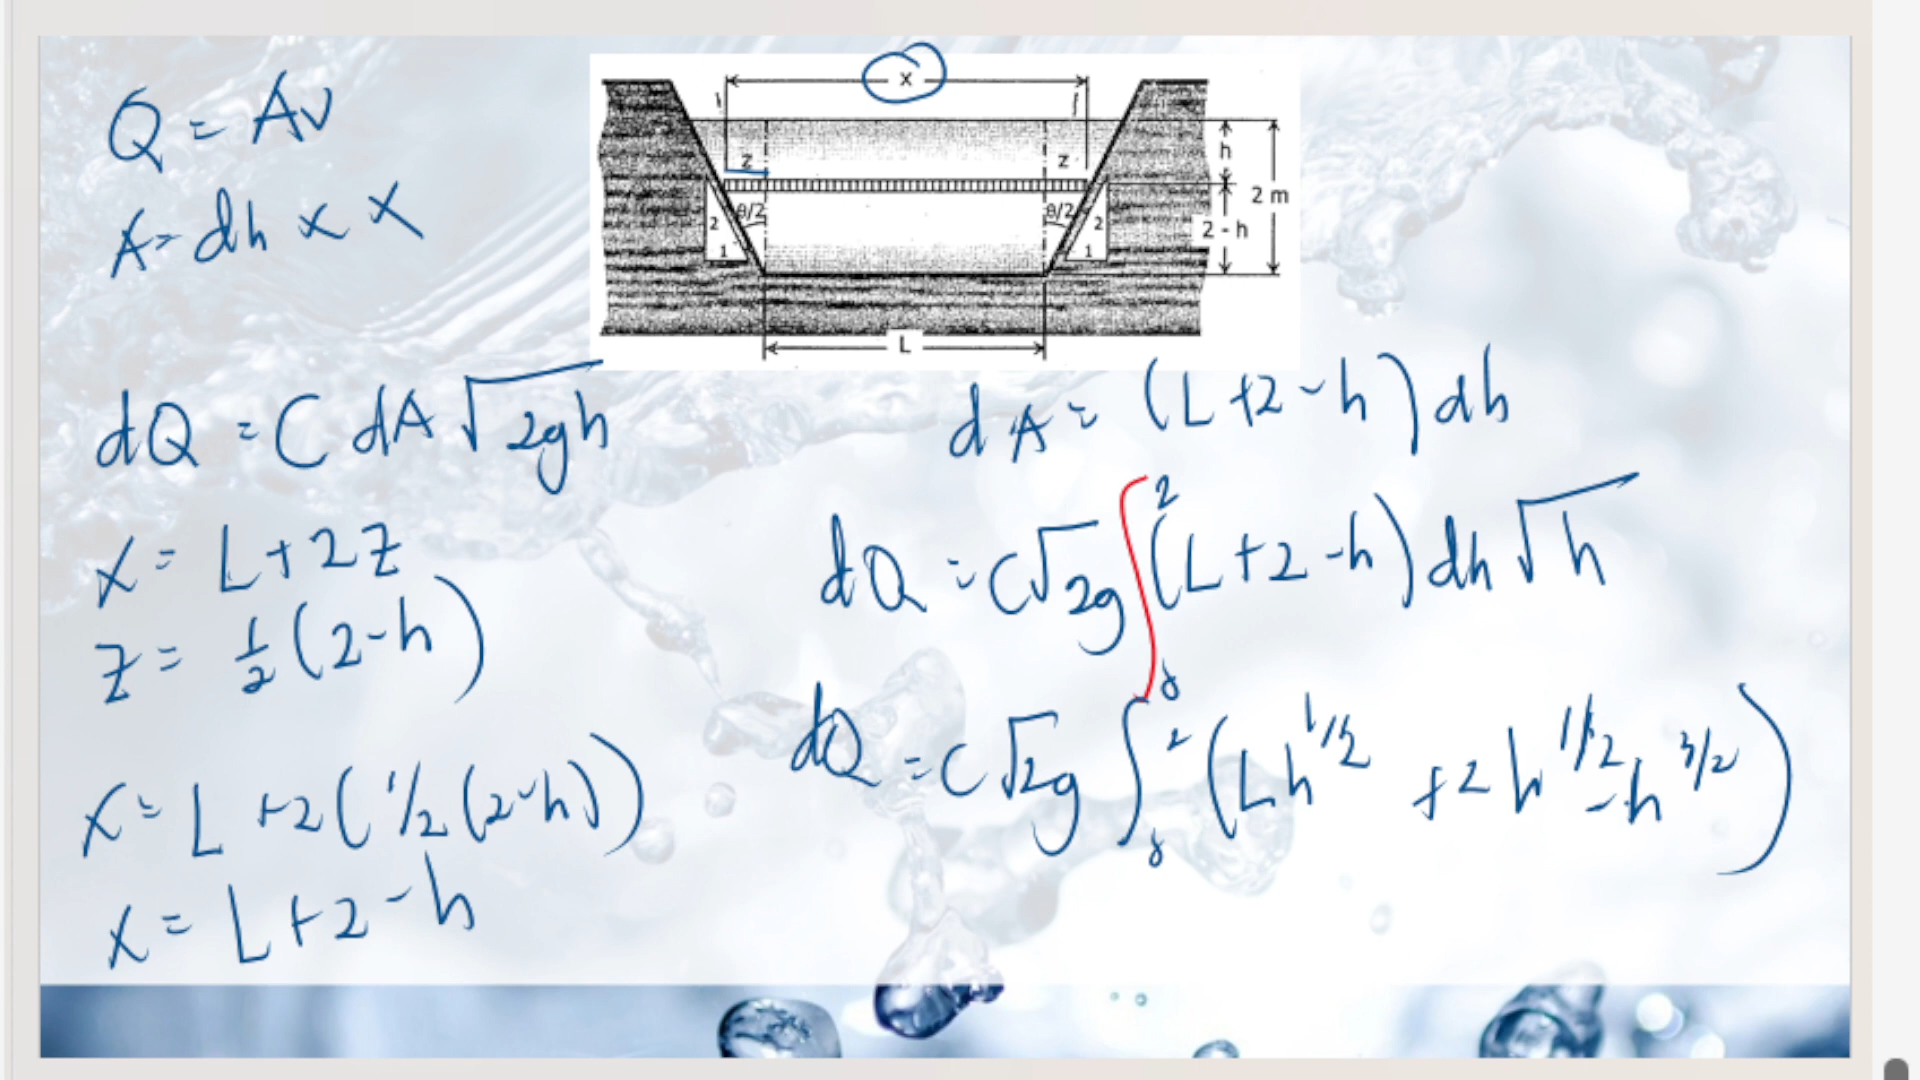 Q = Av
A = dh x x
x
z z
h
2 m
θ/2 θ/2
2 2
2 - h
1 1
L
dQ = C dA √2gh
x = L + 2z
z = 1/2 (2-h)
x = L + 2 (1/2 (2-h))
x = L + 2 - h
dA = (L + 2 - h) dh
dQ = C√2g ∫₀² (L + 2 - h) dh √h
dQ = C√2g ∫₀² (Lh^1/2 + 2h^1/2 - h^3/2)